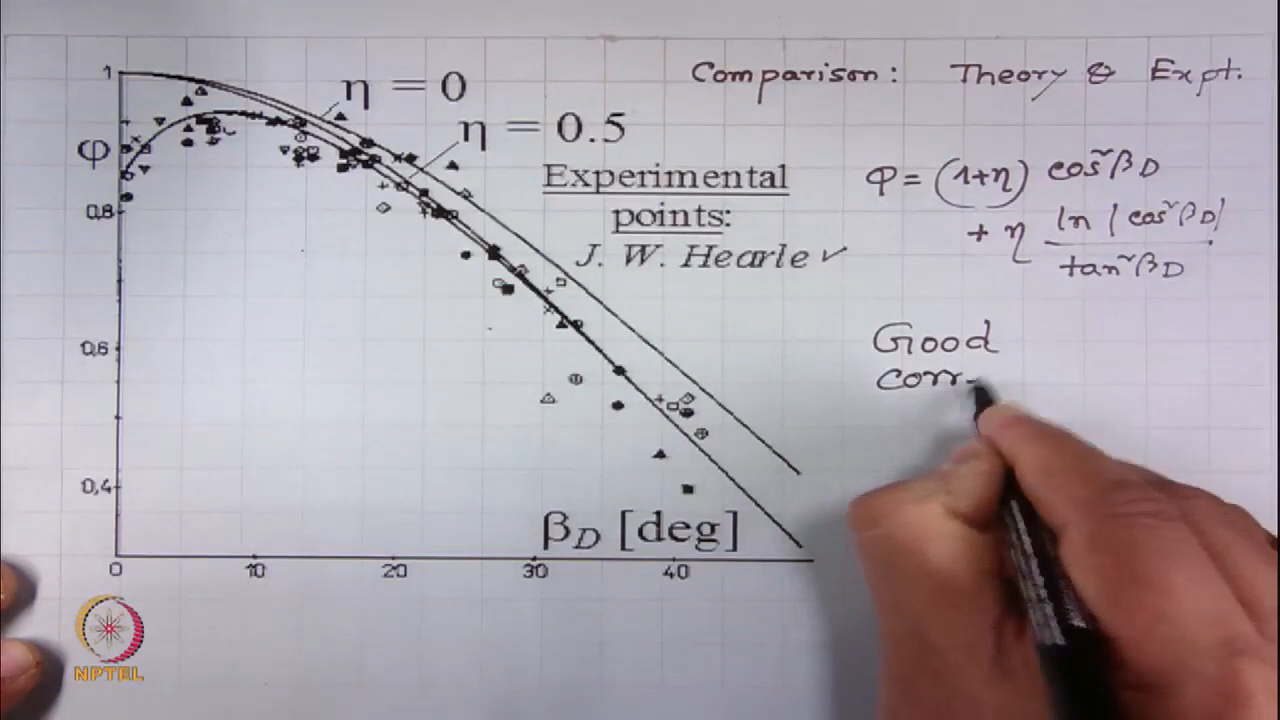 Comparison: Theory & Expt.
1
η = 0
η = 0.5
φ
Experimental
points:
J. W. Hearle ✓
φ = (1+η) cos²βD
+ η ln |cos²βD|
tan²βD
0,8
Good
corr
0,6
0,4
βD [deg]
0 10 20 30 40
NPTEL